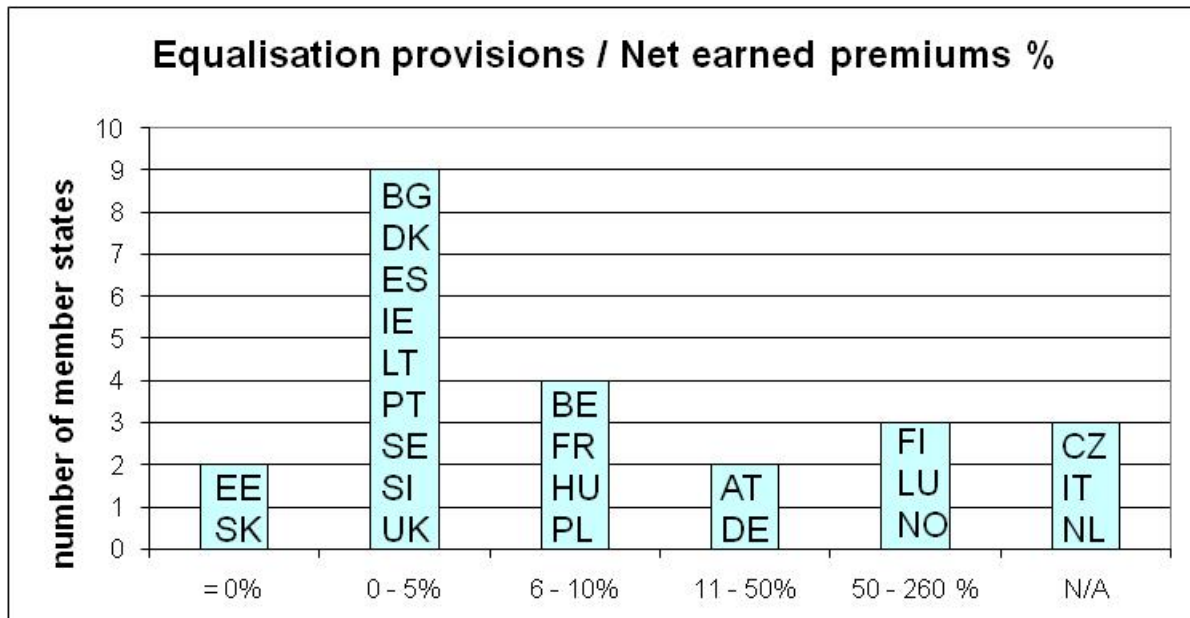 Equalisation provisions / Net earned premiums %
number of member states
10
9
8
7
6
5
4
3
2
1
0
EE
SK
BG
DK
ES
IE
LT
PT
SE
SI
UK
BE
FR
HU
PL
AT
DE
FI
LU
NO
CZ
IT
NL
= 0%
0 - 5%
6 - 10%
11 - 50%
50 - 260 %
N/A